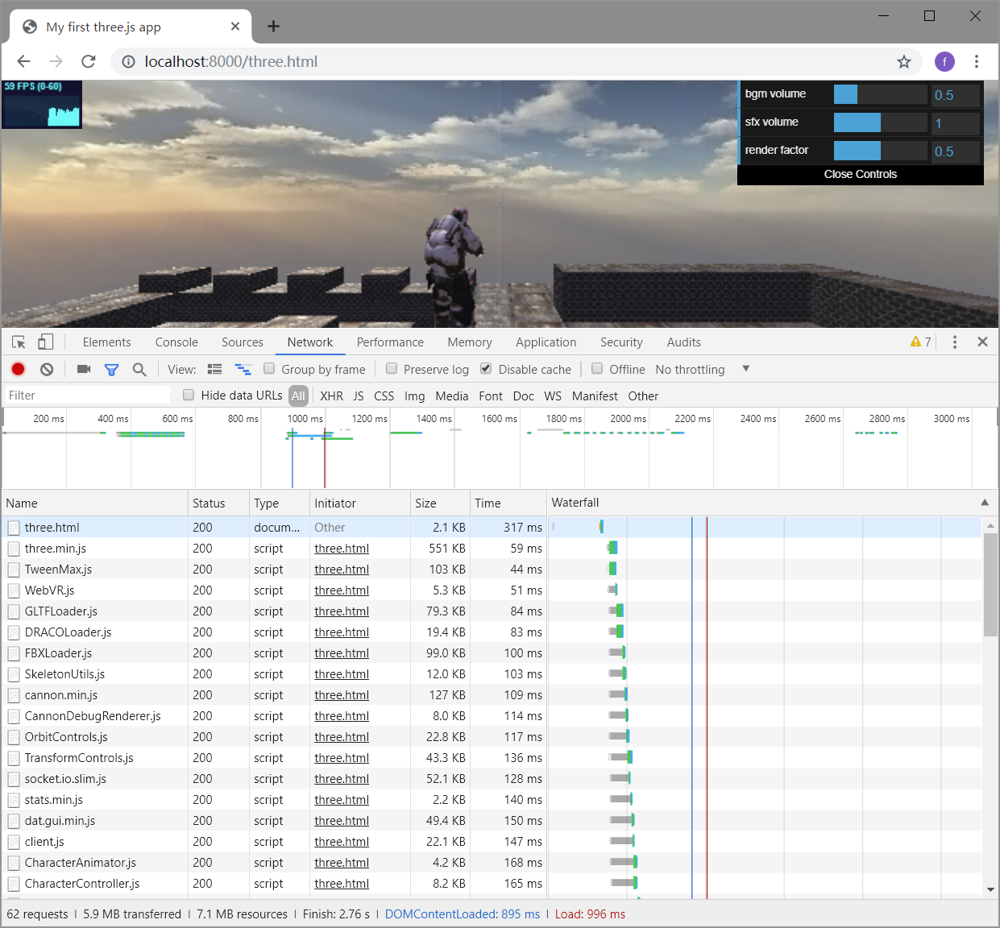 My first three.js app
localhost:8000/three.html
f
59 FPS (0-60)
bgm volume 0.5
sfx volume 1
render factor 0.5
Close Controls
Elements Console Sources Network Performance Memory Application Security Audits 7
View: Group by frame Preserve log Disable cache Offline No throttling
Filter Hide data URLs All XHR JS CSS Img Media Font Doc WS Manifest Other
200 ms 400 ms 600 ms 800 ms 1000 ms 1200 ms 1400 ms 1600 ms 1800 ms 2000 ms 2200 ms 2400 ms 2600 ms 2800 ms 3000 ms
Name Status Type Initiator Size Time Waterfall
three.html 200 docum... Other 2.1 KB 317 ms
three.min.js 200 script three.html 551 KB 59 ms
TweenMax.js 200 script three.html 103 KB 44 ms
WebVR.js 200 script three.html 5.3 KB 51 ms
GLTFLoader.js 200 script three.html 79.3 KB 84 ms
DRACOLoader.js 200 script three.html 19.4 KB 83 ms
FBXLoader.js 200 script three.html 99.0 KB 100 ms
SkeletonUtils.js 200 script three.html 12.0 KB 103 ms
cannon.min.js 200 script three.html 127 KB 109 ms
CannonDebugRenderer.js 200 script three.html 8.0 KB 114 ms
OrbitControls.js 200 script three.html 22.8 KB 117 ms
TransformControls.js 200 script three.html 43.3 KB 136 ms
socket.io.slim.js 200 script three.html 52.1 KB 128 ms
stats.min.js 200 script three.html 2.2 KB 140 ms
dat.gui.min.js 200 script three.html 49.4 KB 150 ms
client.js 200 script three.html 22.1 KB 147 ms
CharacterAnimator.js 200 script three.html 4.2 KB 168 ms
CharacterController.js 200 script three.html 8.2 KB 165 ms
62 requests 5.9 MB transferred 7.1 MB resources Finish: 2.76 s DOMContentLoaded: 895 ms Load: 996 ms